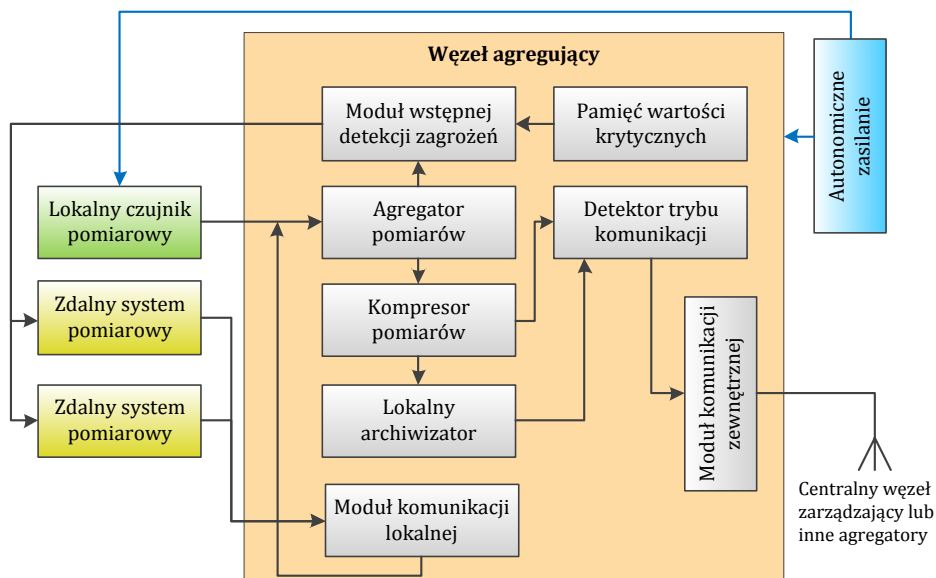 Węzeł agregujący
Moduł wstępnej
detekcji zagrożeń
Pamięć wartości
krytycznych
Autonomiczne
zasilanie
Lokalny czujnik
pomiarowy
Agregator
pomiarów
Detektor trybu
komunikacji
Zdalny system
pomiarowy
Kompresor
pomiarów
Moduł komunikacji
zewnętrznej
Zdalny system
pomiarowy
Lokalny
archiwizator
Moduł komunikacji
lokalnej
Centralny węzeł
zarządzający lub
inne agregatory